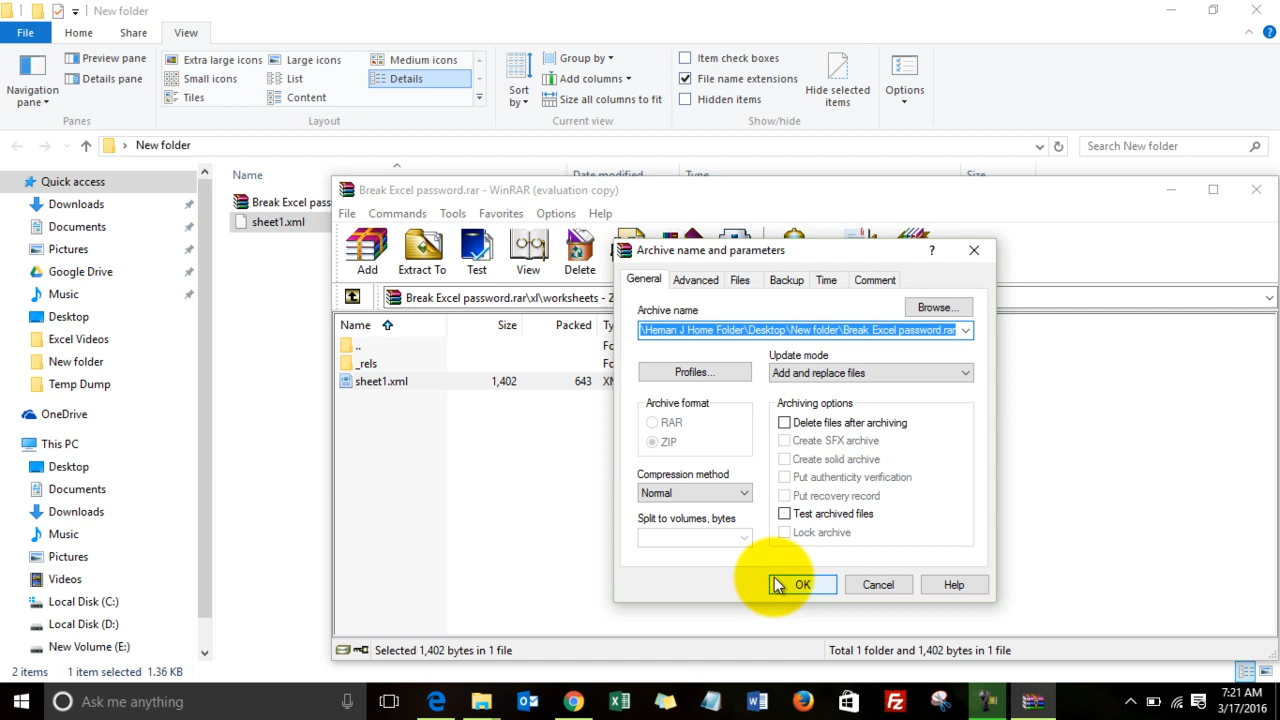 New folder
File Home Share View
Preview pane
Details pane
Navigation pane
Panes
Extra large icons Large icons Medium icons
Small icons List Details
Tiles Content
Layout
Sort by
Group by
Add columns
Size all columns to fit
Current view
Item check boxes
File name extensions
Hidden items
Hide selected items
Show/hide
Options
New folder
Search New folder
Quick access
Downloads
Documents
Pictures
Google Drive
Music
Desktop
Excel Videos
New folder
Temp Dump
OneDrive
This PC
Desktop
Documents
Downloads
Music
Pictures
Videos
Local Disk (C:)
Local Disk (D:)
New Volume (E:)
Name Date modified Type Size
Break Excel pass
sheet1.xml
2 items 1 item selected 1.36 KB
Break Excel password.rar - WinRAR (evaluation copy)
File Commands Tools Favorites Options Help
Add Extract To Test View Delete
Break Excel password.rar\xl\worksheets - Z
Name Size Packed Ty
.. Fo
_rels Fo
sheet1.xml 1,402 643 XM
Selected 1,402 bytes in 1 file
Total 1 folder and 1,402 bytes in 1 file
Archive name and parameters
General Advanced Files Backup Time Comment
Archive name
Browse...
\Heman J Home Folder\Desktop\New folder\Break Excel password.rar
Profiles...
Update mode
Add and replace files
Archive format
RAR
ZIP
Compression method
Normal
Split to volumes, bytes
Archiving options
Delete files after archiving
Create SFX archive
Create solid archive
Put authenticity verification
Put recovery record
Test archived files
Lock archive
OK Cancel Help
Ask me anything
7:21 AM
3/17/2016